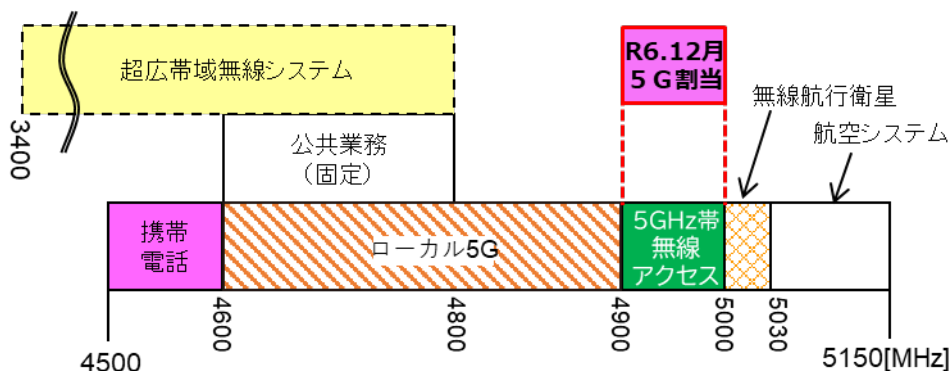 超広帯域無線システム
R6.12月
5G割当
無線航行衛星
航空システム
3400
公共業務
(固定)
携帯
電話
ローカル5G
5GHz帯
無線
アクセス
4500
4600
4800
4900
5000
5030
5150[MHz]